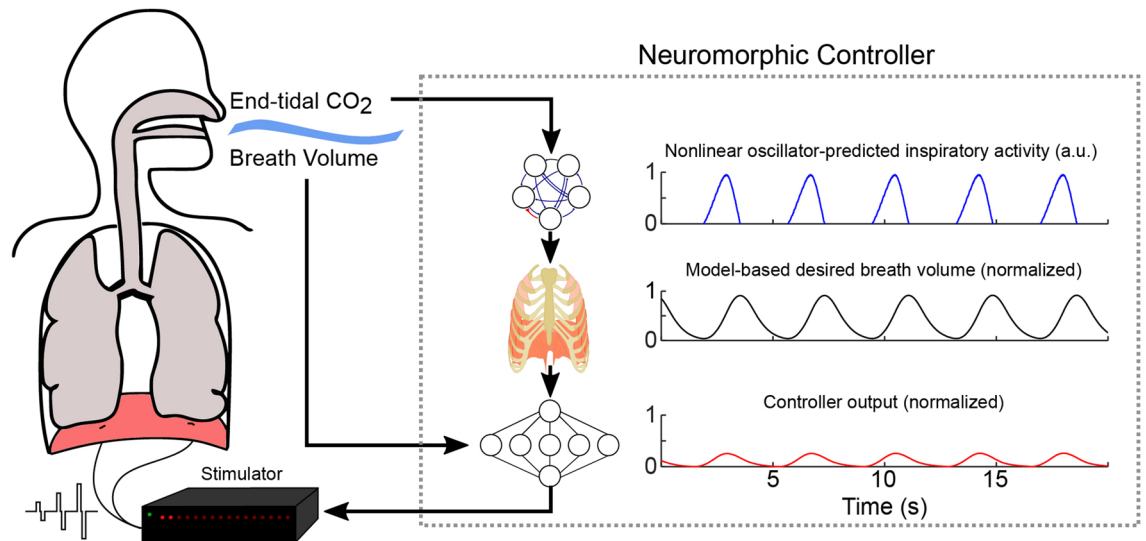 Neuromorphic Controller
End-tidal CO2
Breath Volume
Nonlinear oscillator-predicted inspiratory activity (a.u.)
1
0
Model-based desired breath volume (normalized)
1
0
Controller output (normalized)
1
0
5 10 15
Time (s)
Stimulator